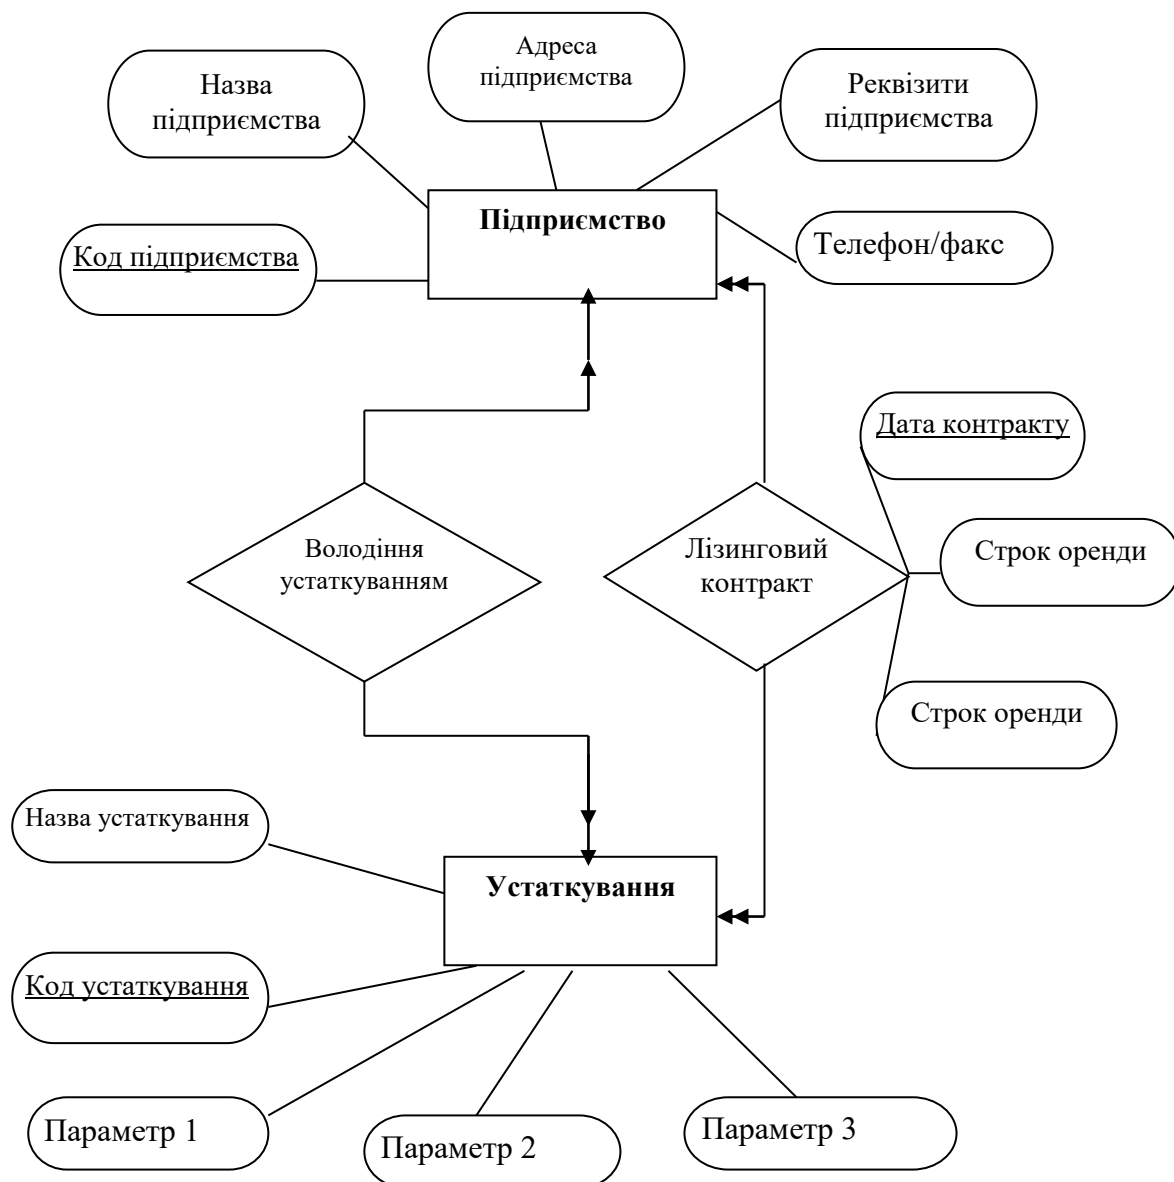 Адреса
підприємства
Назва
підприємства
Реквізити
підприємства
Підприємство
Телефон/факс
Код підприємства
Дата контракту
Володіння
устаткуванням
Лізинговий
контракт
Строк оренди
Строк оренди
Назва устаткування
Устаткування
Код устаткування
Параметр 1
Параметр 2
Параметр 3